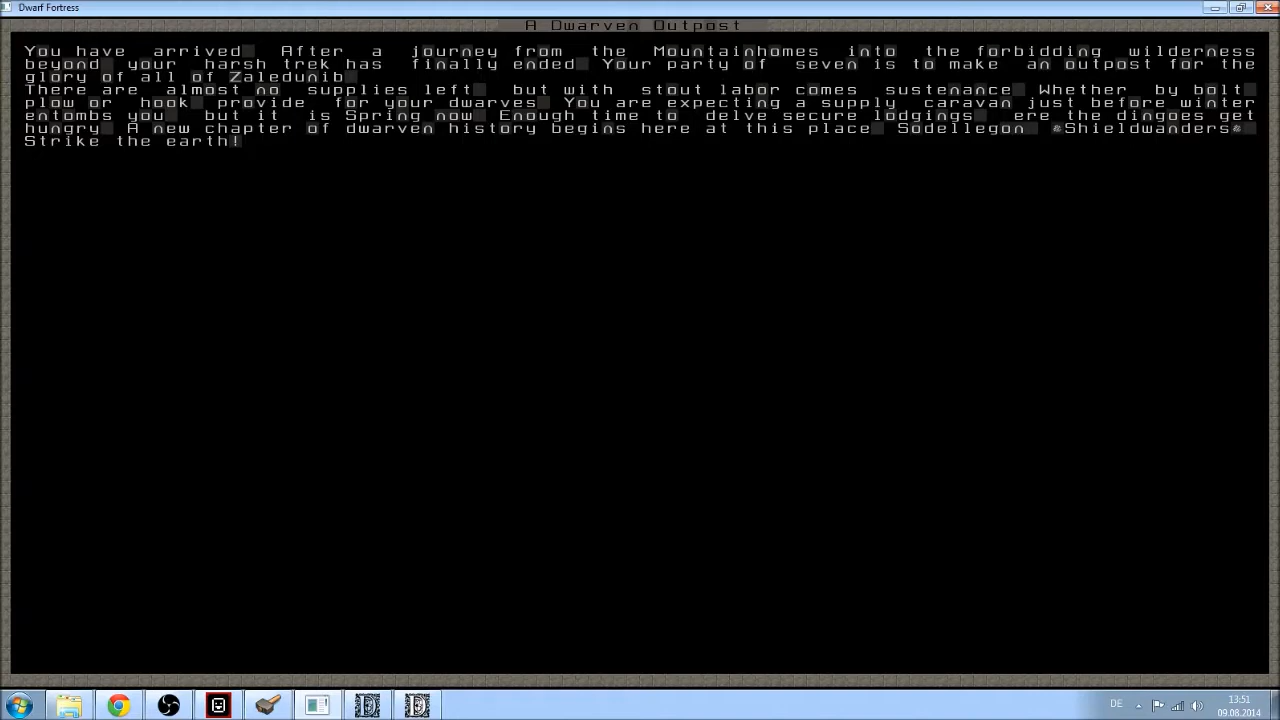 Dwarf Fortress
A Dwarven Outpost
You have arrived After a journey from the Mountainhomes into the forbidding wilderness
beyond your harsh trek has finally ended Your party of seven is to make an outpost for the
glory of all of Zaledunib
There are almost no supplies left but with stout labor comes sustenance Whether by bolt
plow or hook provide for your dwarves You are expecting a supply caravan just before winter
entombs you but it is Spring now Enough time to delve secure lodgings ere the dingoes get
hungry A new chapter of dwarven history begins here at this place Sodellegon *Shieldwanders*
Strike the earth!
DE
13:51
09.08.2014